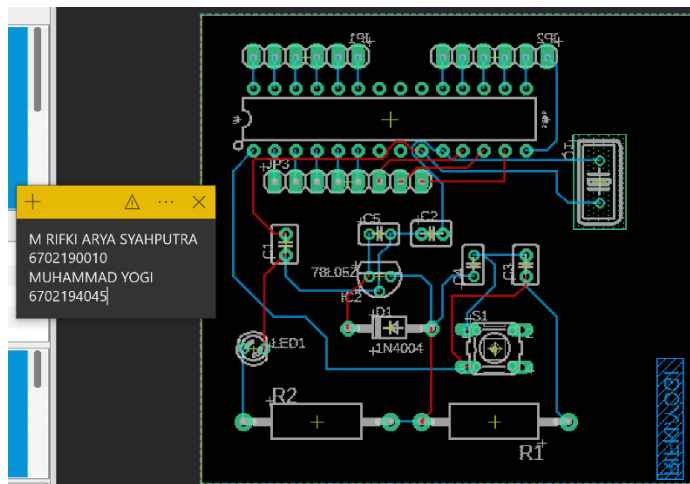 JP1
JP2
JP3
Q1
M RIFKI ARYA SYAHPUTRA
6702190010
MUHAMMAD YOGI
6702194045
C1
C5
C2
78L05Z
IC2
C4
C3
D1
1N4004
S1
LED1
R2
R1